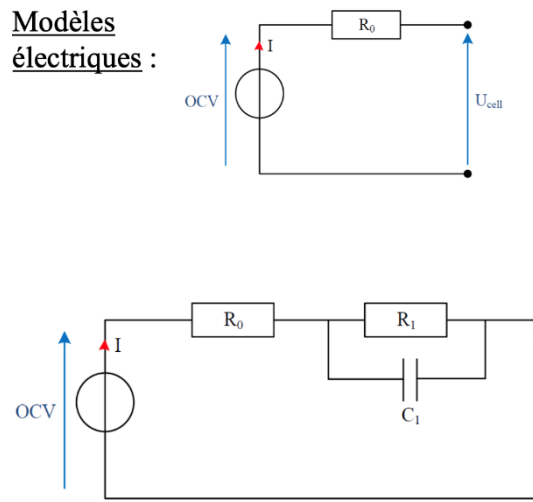 Modèles
électriques :
R0
I
OCV
Ucell
R0
R1
I
OCV
C1